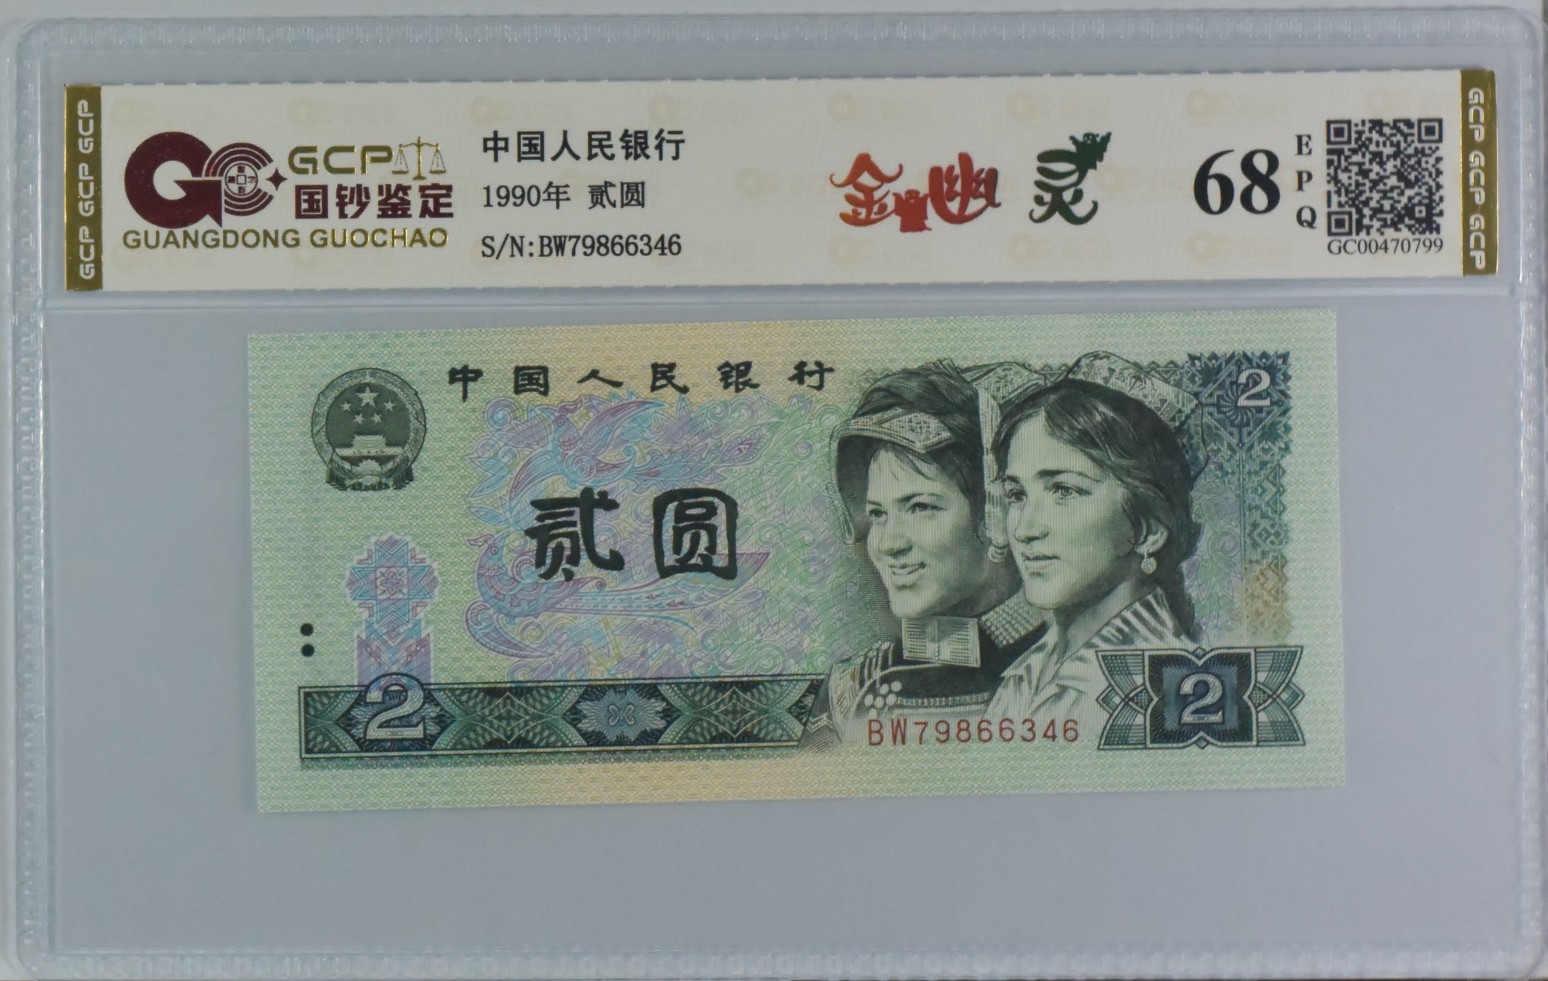 GCP GCP GCP
GCP
国钞鉴定
GUANGDONG GUOCHAO
中国人民银行
1990年 贰圆
S/N:BW79866346
金幽灵
68
EPQ
GC00470799
GCP GCP GCP
中国人民银行
2
贰圆
2
BW79866346
2